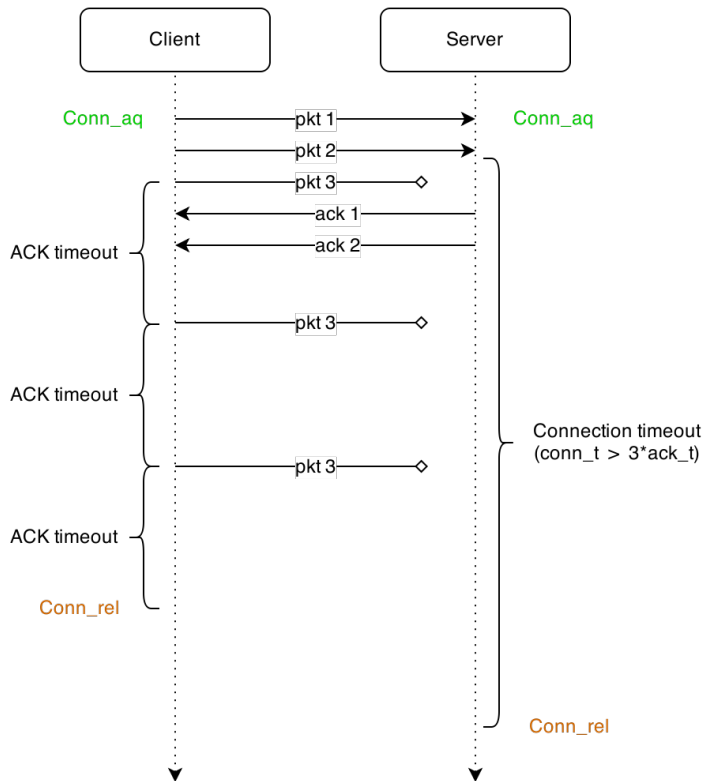 Client
Server
Conn_aq
pkt 1
Conn_aq
pkt 2
pkt 3
ack 1
ACK timeout
ack 2
pkt 3
ACK timeout
Connection timeout
(conn_t > 3*ack_t)
pkt 3
ACK timeout
Conn_rel
Conn_rel